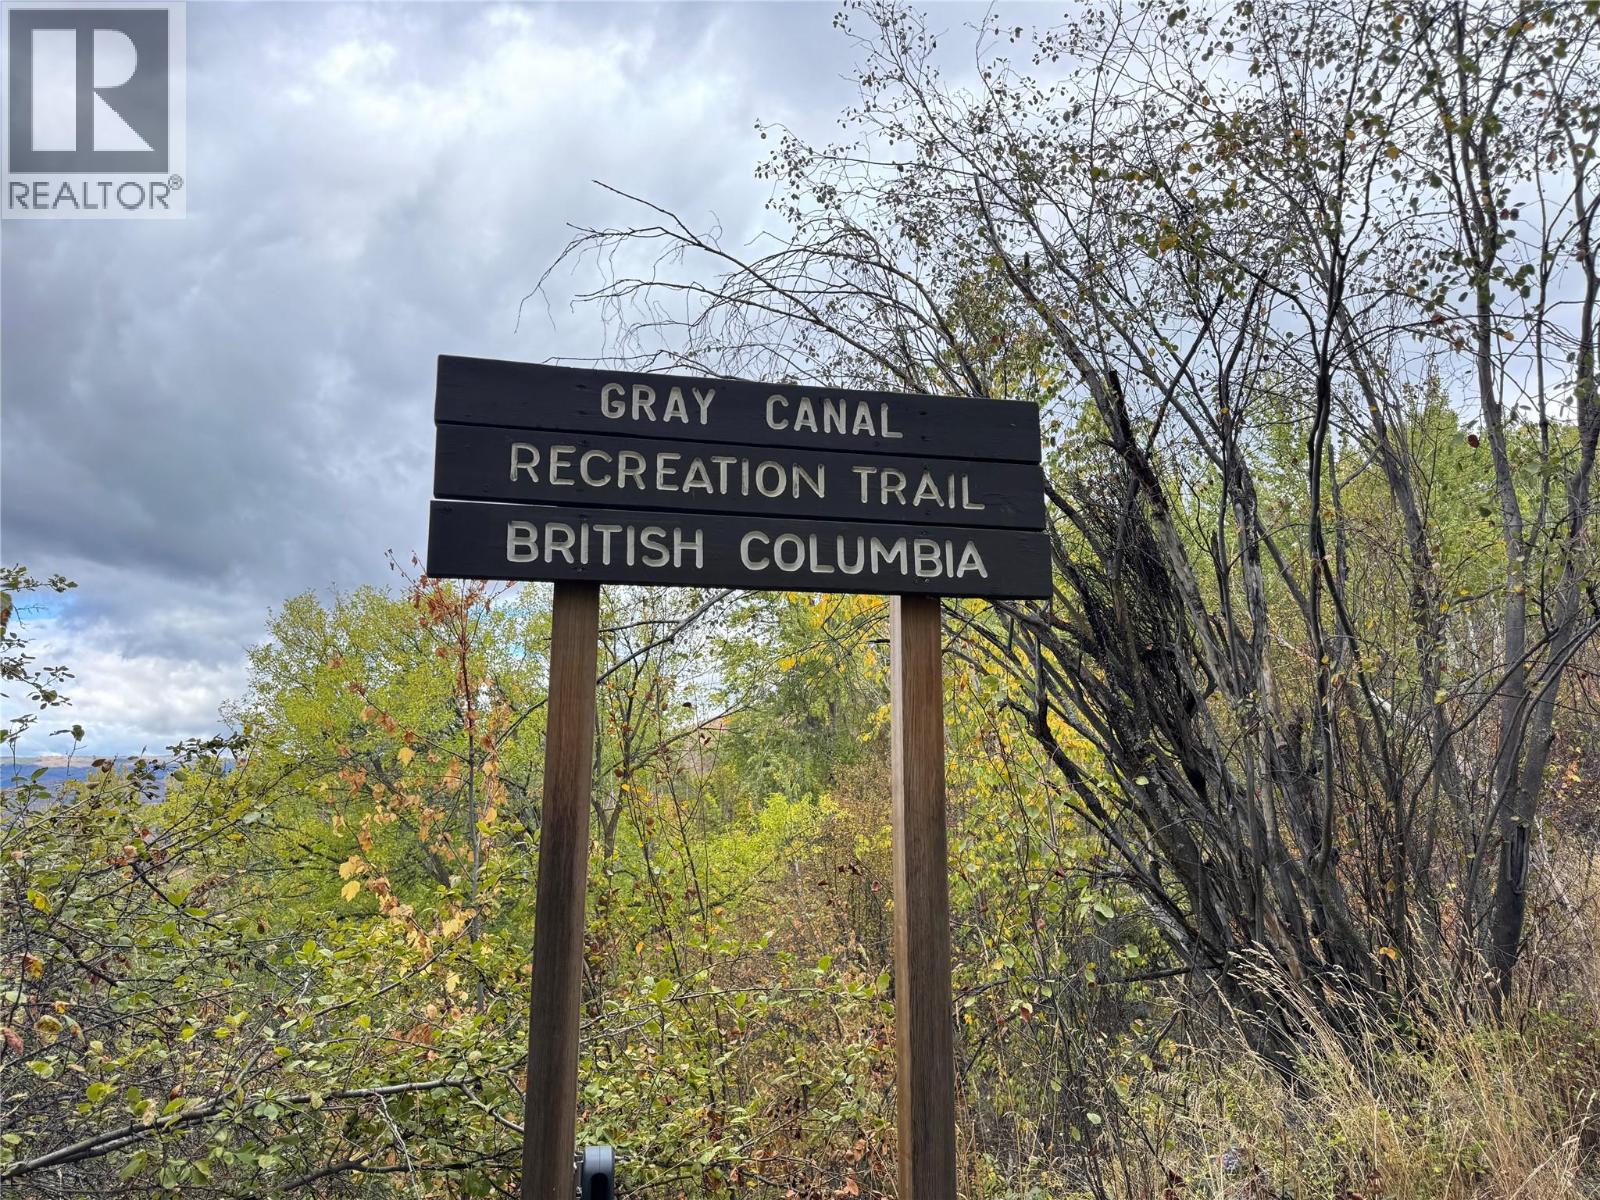 R
REALTOR®
GRAY CANAL
RECREATION TRAIL
BRITISH COLUMBIA